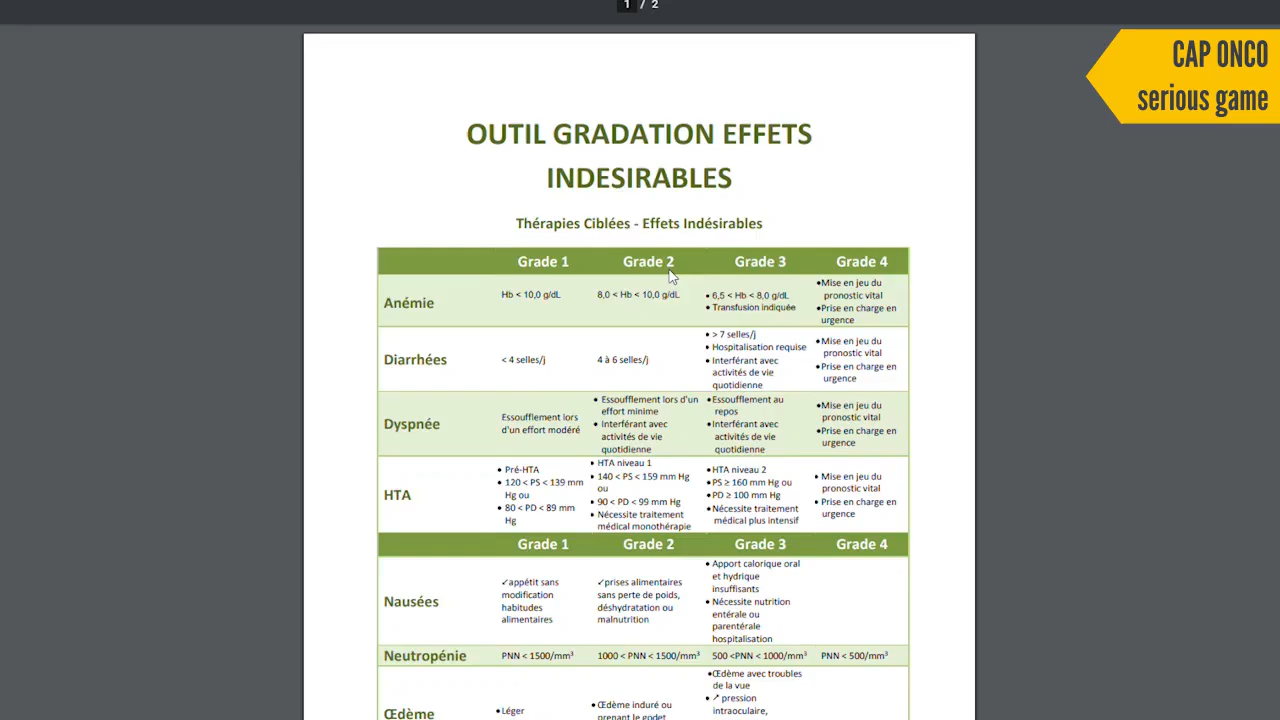 1 / 2
CAP ONCO
serious game
OUTIL GRADATION EFFETS
INDESIRABLES
Thérapies Ciblées - Effets Indésirables
Grade 1 Grade 2 Grade 3 Grade 4
Anémie
Hb < 10,0 g/dL
8,0 < Hb < 10,0 g/dL
• 6,5 < Hb < 8,0 g/dL
• Transfusion indiquée
•Mise en jeu du
pronostic vital
•Prise en charge en
urgence
Diarrhées
< 4 selles/j
4 à 6 selles/j
• > 7 selles/j
• Hospitalisation requise
• Interférant avec
activités de vie
quotidienne
•Mise en jeu du
pronostic vital
•Prise en charge en
urgence
Dyspnée
Essoufflement lors
d'un effort modéré
• Essoufflement lors d'un
effort minime
• Interférant avec
activités de vie
quotidienne
•Essoufflement au
repos
•Interférant avec
activités de vie
quotidienne
•Mise en jeu du
pronostic vital
•Prise en charge en
urgence
HTA
• Pré-HTA
• 120 < PS < 139 mm
Hg ou
• 80 < PD < 89 mm
Hg
• HTA niveau 1
• 140 < PS < 159 mm Hg
ou
• 90 < PD < 99 mm Hg
• Nécessite traitement
médical monothérapie
•HTA niveau 2
•PS ≥ 160 mm Hg ou
•PD ≥ 100 mm Hg
•Nécessite traitement
médical plus intensif
• Mise en jeu du
pronostic vital
• Prise en charge en
urgence
Grade 1 Grade 2 Grade 3 Grade 4
Nausées
✓appétit sans
modification
habitudes
alimentaires
✓prises alimentaires
sans perte de poids,
déshydratation ou
malnutrition
• Apport calorique oral
et hydrique
insuffisants
• Nécessite nutrition
entérale ou
parentérale
hospitalisation
Neutropénie
PNN < 1500/mm³
1000 < PNN < 1500/mm³
500 <PNN < 1000/mm³
PNN < 500/mm³
Œdème
•Léger
•Œdème induré ou
prenant le godet
•Œdème avec troubles
de la vue
•↗ pression
intraoculaire,